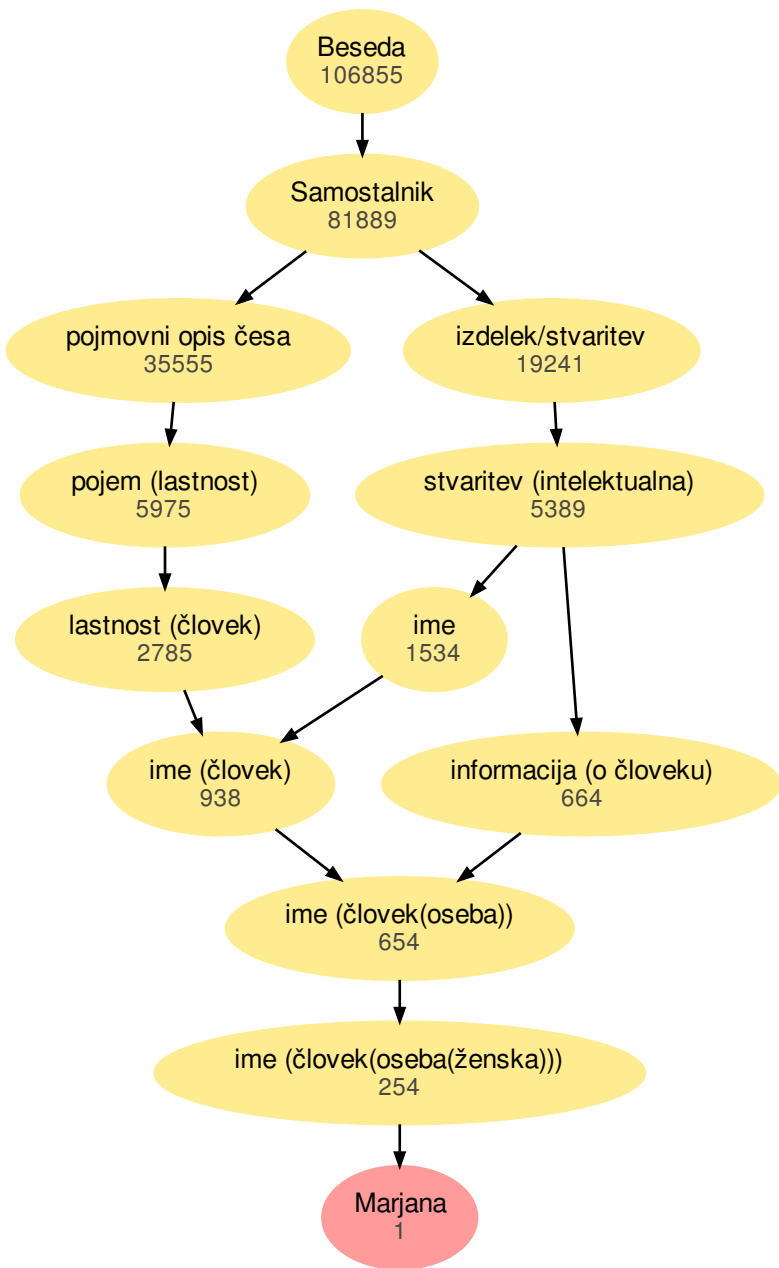 Beseda
106855
Samostalnik
81889
pojmovni opis česa
35555
izdelek/stvaritev
19241
pojem (lastnost)
5975
stvaritev (intelektualna)
5389
lastnost (človek)
2785
ime
1534
ime (človek)
938
informacija (o človeku)
664
ime (človek(oseba))
654
ime (človek(oseba(ženska)))
254
Marjana
1